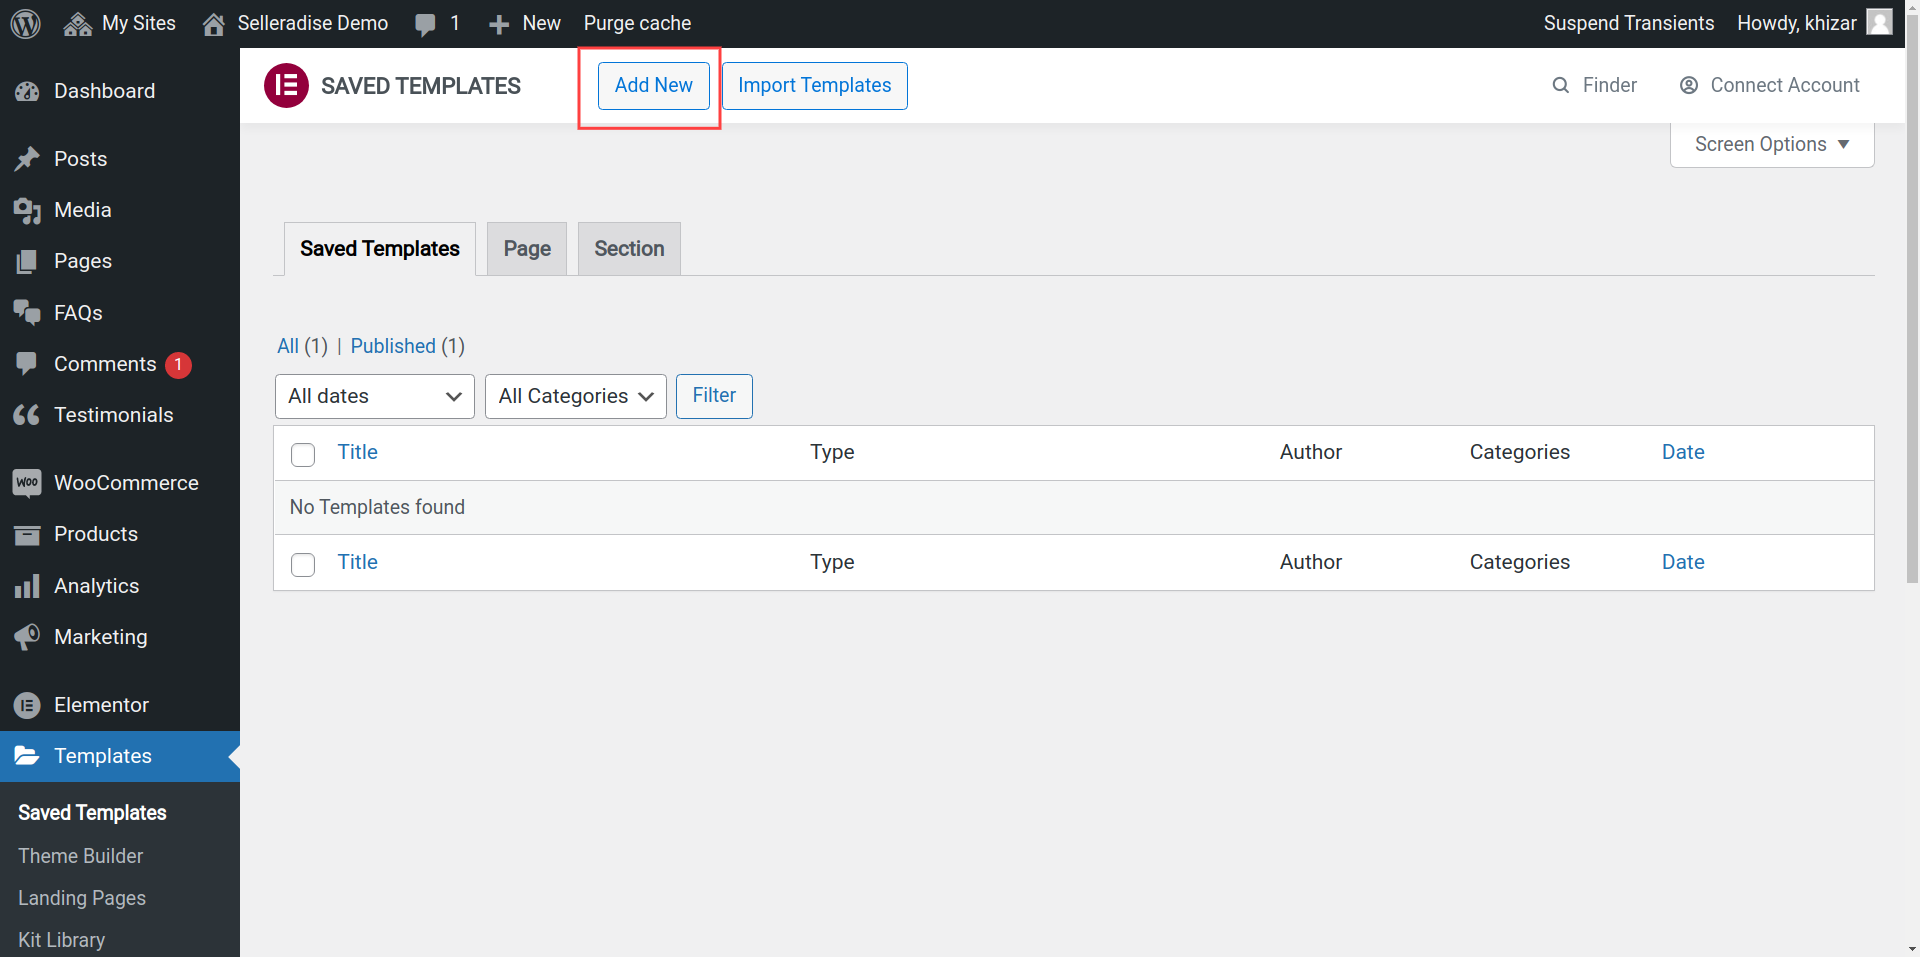 My Sites Selleradise Demo 1 New Purge cache Suspend Transients Howdy, khizar
SAVED TEMPLATES Add New Import Templates Finder Connect Account
Screen Options
Dashboard
Posts
Media
Pages
FAQs
Comments 1
Testimonials
WooCommerce
Products
Analytics
Marketing
Elementor
Templates
Saved Templates
Theme Builder
Landing Pages
Kit Library
Saved Templates Page Section
All (1) | Published (1)
All dates All Categories Filter
Title Type Author Categories Date
No Templates found
Title Type Author Categories Date